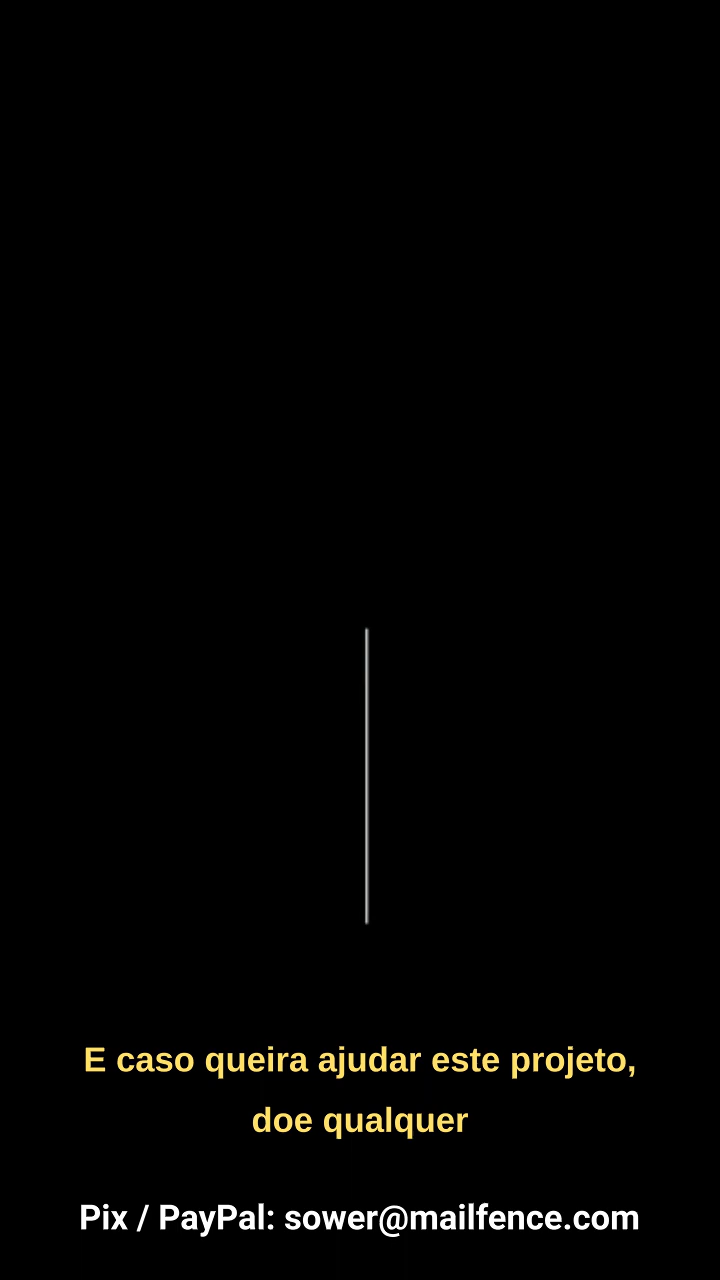 E caso queira ajudar este projeto,
doe qualquer
Pix / PayPal: sower@mailfence.com